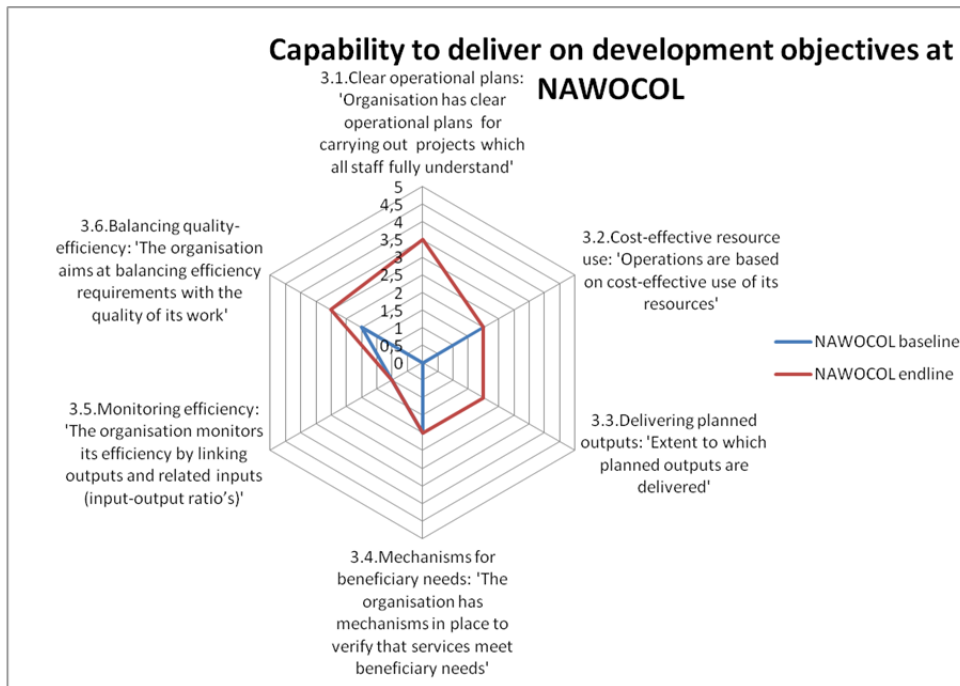 Capability to deliver on development objectives at
NAWOCOL
3.1.Clear operational plans:
'Organisation has clear
operational plans for
carrying out projects which
all staff fully understand'
5
4,5
4
3,5
3
2,5
2
1,5
1
0,5
0
3.2.Cost-effective resource
use: 'Operations are based
on cost-effective use of its
resources'
3.3.Delivering planned
outputs: 'Extent to which
planned outputs are
delivered'
3.4.Mechanisms for
beneficiary needs: 'The
organisation has
mechanisms in place to
verify that services meet
beneficiary needs'
3.5.Monitoring efficiency:
'The organisation monitors
its efficiency by linking
outputs and related inputs
(input-output ratio’s)'
3.6.Balancing quality-
efficiency: 'The organisation
aims at balancing efficiency
requirements with the
quality of its work'
NAWOCOL baseline
NAWOCOL endline